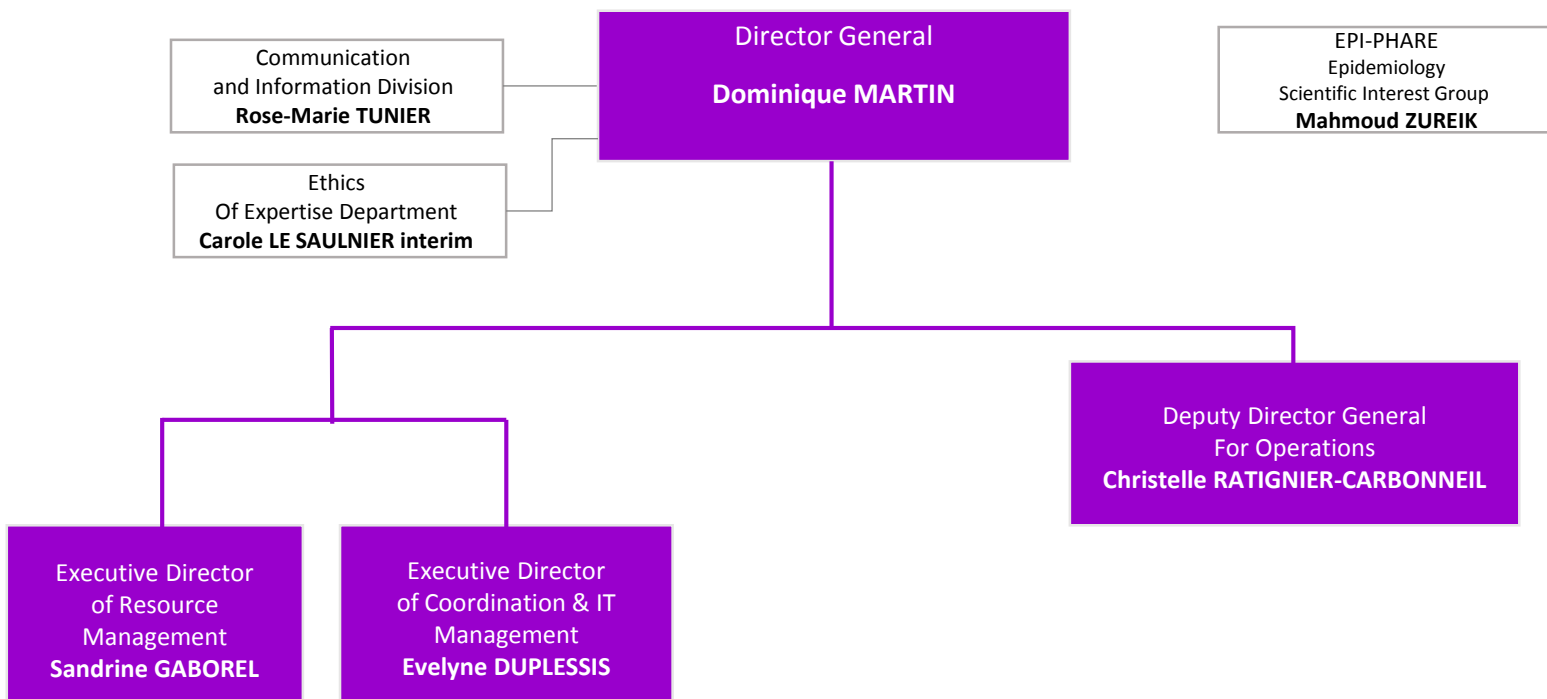 Director General
Dominique MARTIN
Communication
and Information Division
Rose-Marie TUNIER
EPI-PHARE
Epidemiology
Scientific Interest Group
Mahmoud ZUREIK
Ethics
Of Expertise Department
Carole LE SAULNIER interim
Deputy Director General
For Operations
Christelle RATIGNIER-CARBONNEIL
Executive Director
of Resource
Management
Sandrine GABOREL
Executive Director
of Coordination & IT
Management
Evelyne DUPLESSIS